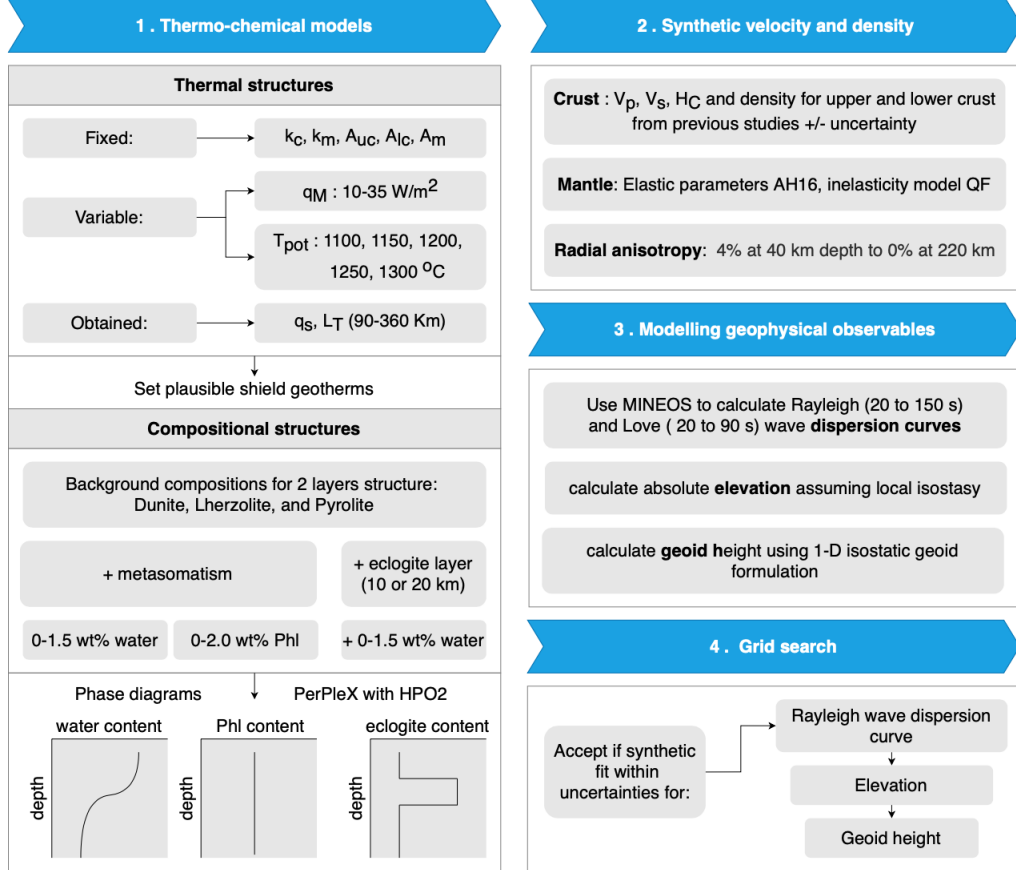 1 . Thermo-chemical models
Thermal structures
Fixed:
kc, km, Auc, Alc, Am
Variable:
qM : 10-35 W/m2
Tpot : 1100, 1150, 1200,
1250, 1300 oC
Obtained:
qs, LT (90-360 Km)
Set plausible shield geotherms
Compositional structures
Background compositions for 2 layers structure:
Dunite, Lherzolite, and Pyrolite
+ metasomatism
+ eclogite layer
(10 or 20 km)
0-1.5 wt% water
0-2.0 wt% Phl
+ 0-1.5 wt% water
Phase diagrams
PerPleX with HPO2
water content
Phl content
eclogite content
depth
depth
depth
2 . Synthetic velocity and density
Crust : Vp, Vs, HC and density for upper and lower crust
from previous studies +/- uncertainty
Mantle: Elastic parameters AH16, inelasticity model QF
Radial anisotropy: 4% at 40 km depth to 0% at 220 km
3 . Modelling geophysical observables
Use MINEOS to calculate Rayleigh (20 to 150 s)
and Love ( 20 to 90 s) wave dispersion curves
calculate absolute elevation assuming local isostasy
calculate geoid height using 1-D isostatic geoid
formulation
4 . Grid search
Accept if synthetic
fit within
uncertainties for:
Rayleigh wave dispersion
curve
Elevation
Geoid height